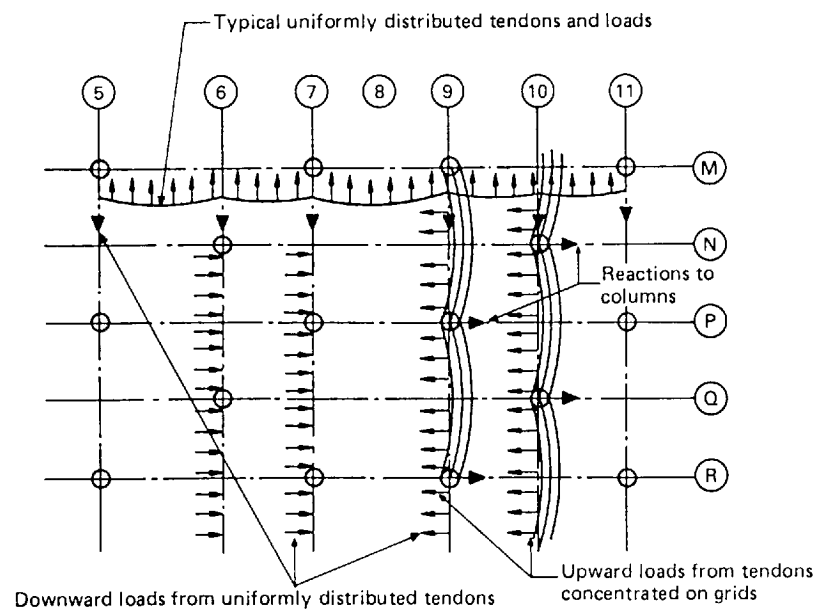 Typical uniformly distributed tendons and loads
5 6 7 8 9 10 11
M
N
Reactions to
columns
P
Q
R
Upward loads from tendons
concentrated on grids
Downward loads from uniformly distributed tendons